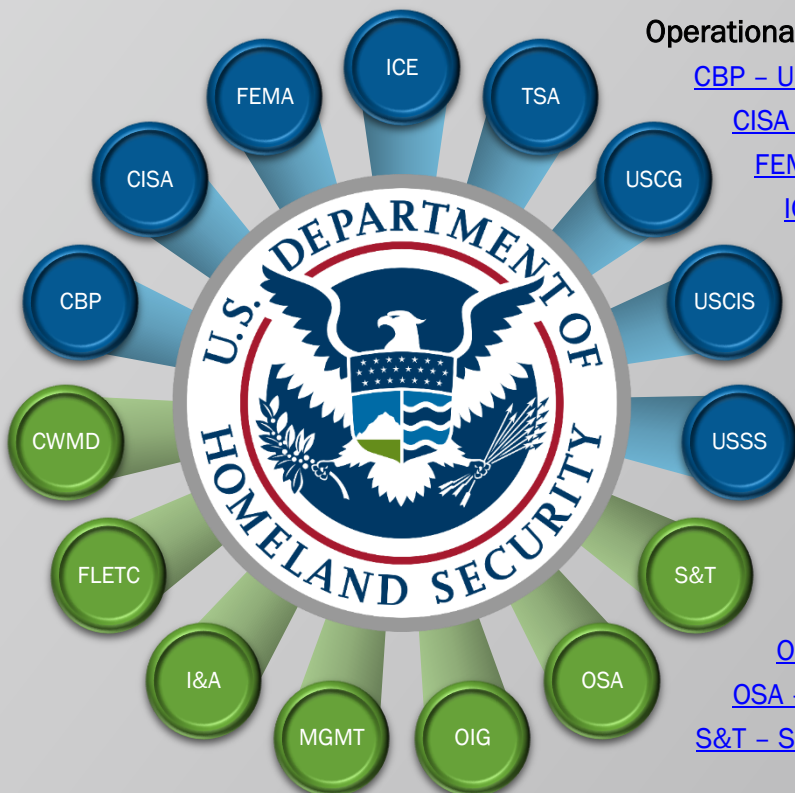 Operationa
ICE
FEMA
TSA
CBP – U
CISA
CISA
USCG
FEM
CBP
USCIS
U.S. DEPARTMENT OF
HOMELAND SECURITY
CWMD
USSS
FLETC
S&T
I&A
OSA
O
OSA -
MGMT
OIG
S&T – S